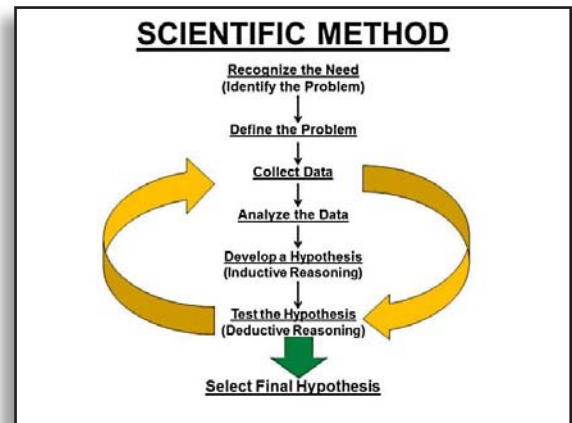 SCIENTIFIC METHOD
Recognize the Need
(Identify the Problem)
Define the Problem
Collect Data
Analyze the Data
Develop a Hypothesis
(Inductive Reasoning)
Test the Hypothesis
(Deductive Reasoning)
Select Final Hypothesis